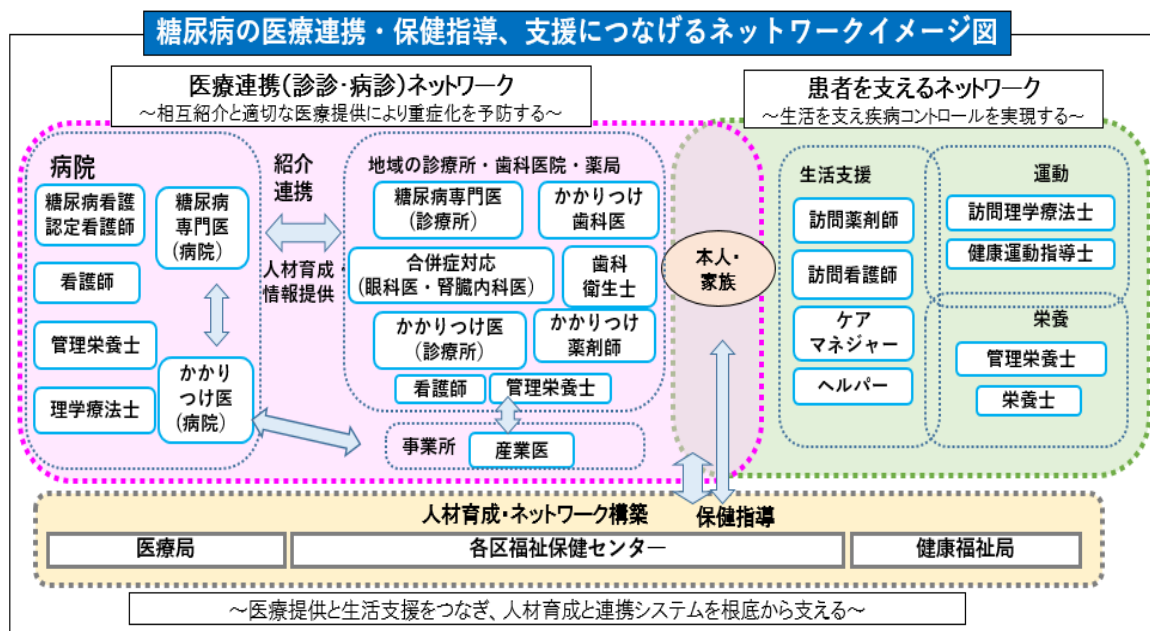 糖尿病の医療連携・保健指導、支援につなげるネットワークイメージ図
医療連携(診診・病診)ネットワーク
～相互紹介と適切な医療提供により重症化を予防する～
患者を支えるネットワーク
～生活を支え疾病コントロールを実現する～
病院
糖尿病看護
認定看護師
看護師
管理栄養士
理学療法士
糖尿病
専門医
(病院)
かかり
つけ医
(病院)
紹介
連携
人材育成・
情報提供
地域の診療所・歯科医院・薬局
糖尿病専門医
(診療所)
かかりつけ
歯科医
合併症対応
(眼科医・腎臓内科医)
歯科
衛生士
かかりつけ医
(診療所)
かかりつけ
薬剤師
看護師
管理栄養士
事業所
産業医
本人・
家族
生活支援
訪問薬剤師
訪問看護師
ケア
マネジャー
ヘルパー
運動
訪問理学療法士
健康運動指導士
栄養
管理栄養士
栄養士
人材育成・ネットワーク構築
保健指導
医療局
各区福祉保健センター
健康福祉局
～医療提供と生活支援をつなぎ、人材育成と連携システムを根底から支える～